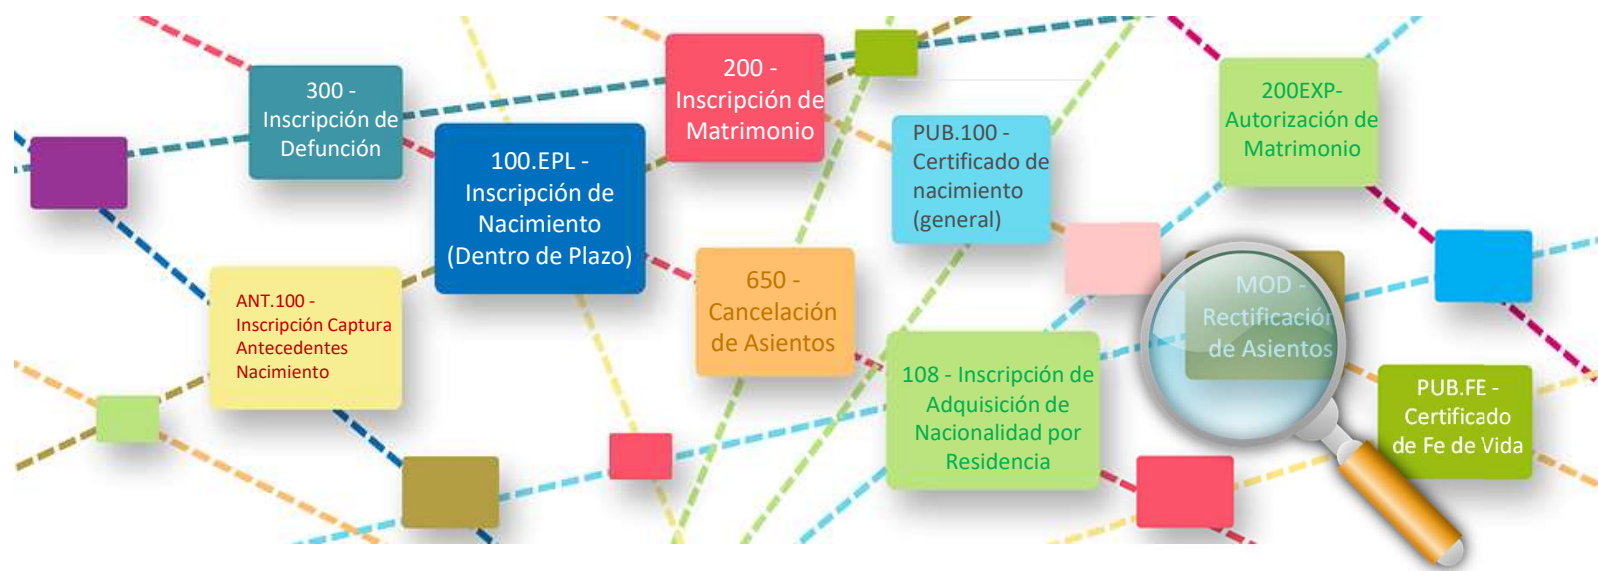 300 -
Inscripción de
Defunción
200 -
Inscripción de
Matrimonio
100.EPL -
Inscripción de
Nacimiento
(Dentro de Plazo)
PUB.100 -
Certificado de
nacimiento
(general)
200EXP-
Autorización de
Matrimonio
ANT.100 -
Inscripción Captura
Antecedentes
Nacimiento
650 -
Cancelación
de Asientos
MOD -
Rectificación
de Asientos
108 - Inscripción de
Adquisición de
Nacionalidad por
Residencia
PUB.FE -
Certificado
de Fe de Vida